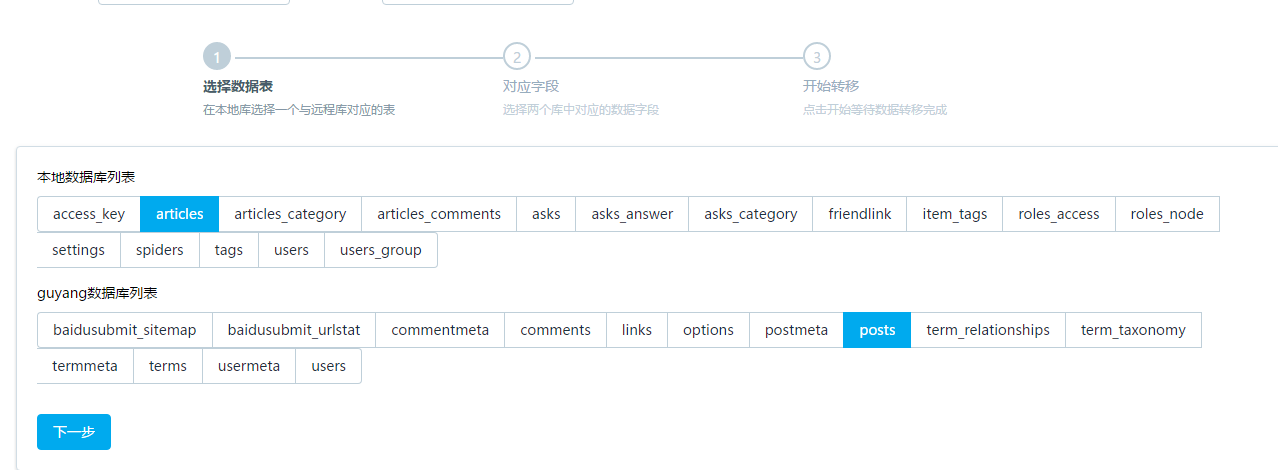 1 2 3
选择数据表 对应字段 开始转移
在本地库选择一个与远程库对应的表 选择两个库中对应的数据字段 点击开始等待数据转移完成
本地数据库列表
access_key articles articles_category articles_comments asks asks_answer asks_category friendlink item_tags roles_access roles_node
settings spiders tags users users_group
guyang数据库列表
baidusubmit_sitemap baidusubmit_urlstat commentmeta comments links options postmeta posts term_relationships term_taxonomy
termmeta terms usermeta users
下一步